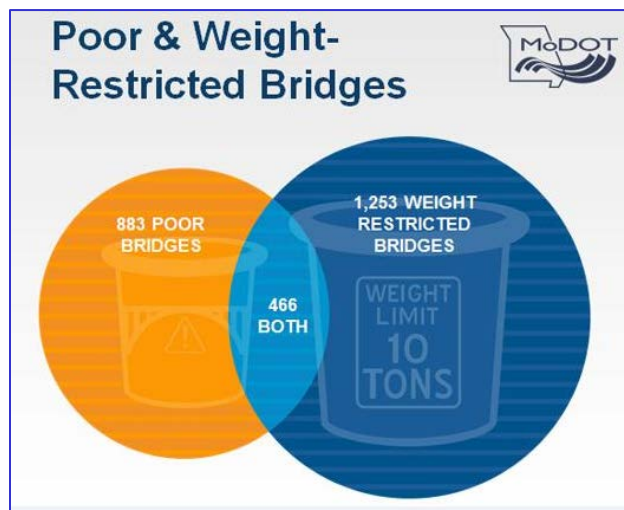 Poor & Weight-
Restricted Bridges
MoDOT
883 POOR
BRIDGES
1,253 WEIGHT
RESTRICTED
BRIDGES
466
BOTH
WEIGHT
LIMIT
10
TONS